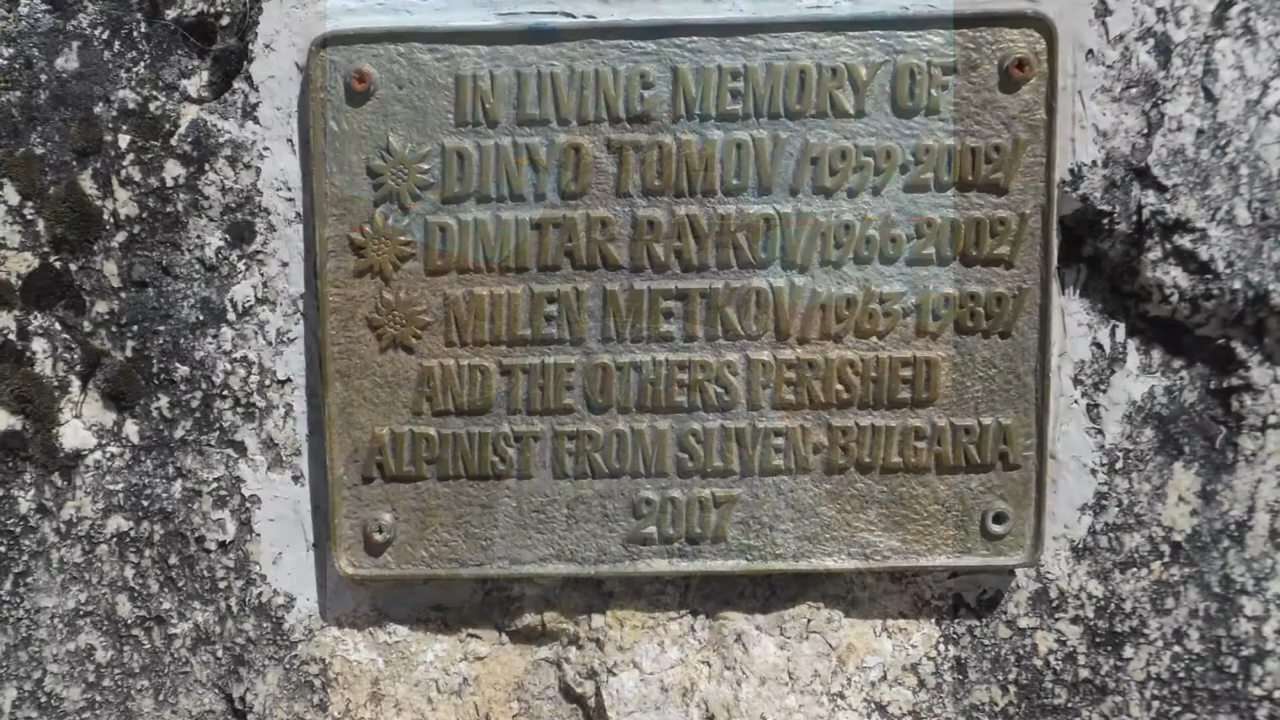 IN LIVING MEMORY OF
DINYO TOMOV /1959-2002/
DIMITAR RAYKOV /1966-2002/
MILEN METKOV /1963-1989/
AND THE OTHERS PERISHED
ALPINIST FROM SLIVEN-BULGARIA
2007